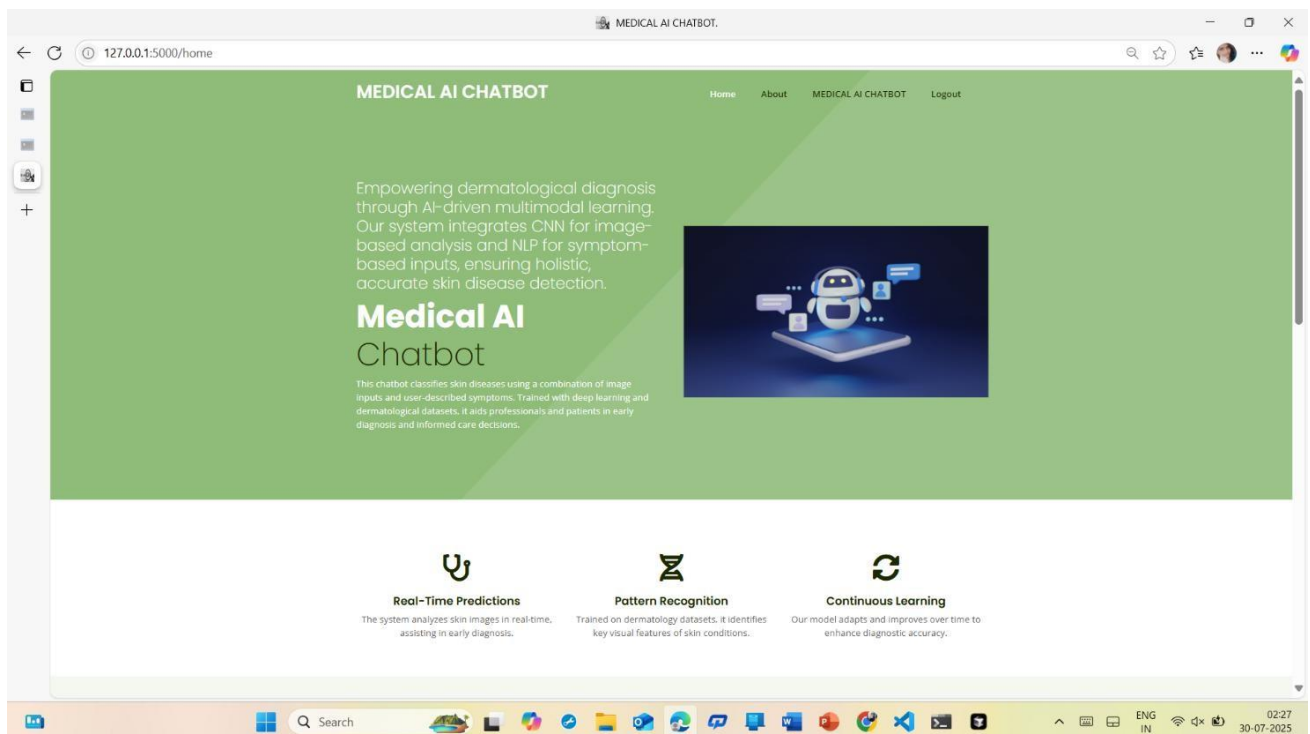 MEDICAL AI CHATBOT.
127.0.0.1:5000/home
MEDICAL AI CHATBOT
Home About MEDICAL AI CHATBOT Logout
Empowering dermatological diagnosis
through AI-driven multimodal learning.
Our system integrates CNN for image-
based analysis and NLP for symptom-
based inputs, ensuring holistic,
accurate skin disease detection.
Medical AI
Chatbot
This chatbot classifies skin diseases using a combination of image
inputs and user-described symptoms. Trained with deep learning and
dermatological datasets, it aids professionals and patients in early
diagnosis and informed care decisions.
Real-Time Predictions
The system analyzes skin images in real-time,
assisting in early diagnosis.
Pattern Recognition
Trained on dermatology datasets, it identifies
key visual features of skin conditions.
Continuous Learning
Our model adapts and improves over time to
enhance diagnostic accuracy.
Search
ENG
IN
02:27
30-07-2025